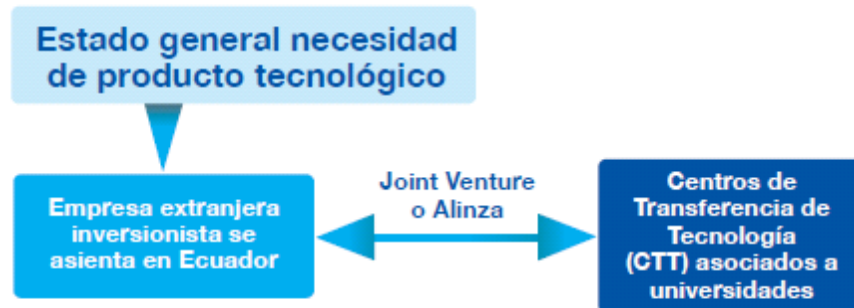 Estado general necesidad
de producto tecnológico
Empresa extranjera
inversionista se
asienta en Ecuador
Joint Venture
o Alinza
Centros de
Transferencia de
Tecnología
(CTT) asociados a
universidades